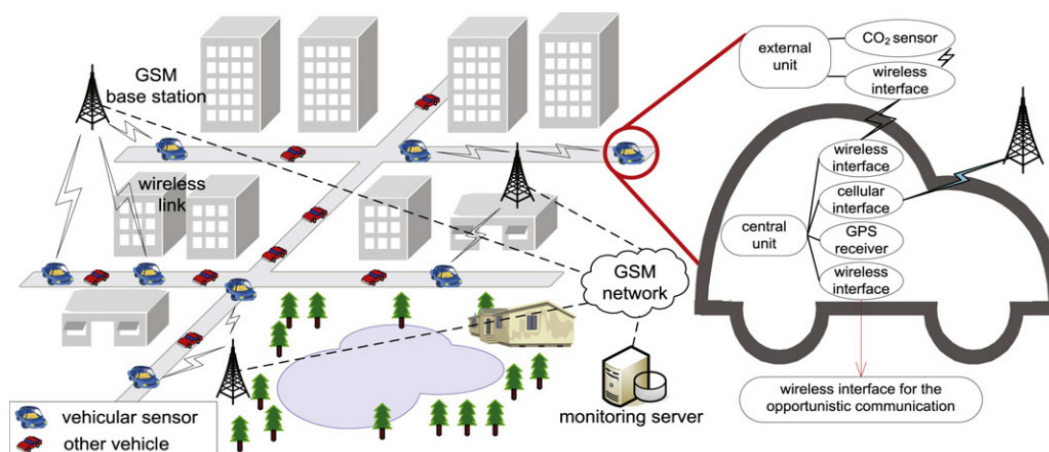 GSM
base station
wireless
link
GSM
network
monitoring server
vehicular sensor
other vehicle
external
unit
CO₂ sensor
wireless
interface
wireless
interface
cellular
interface
central
unit
GPS
receiver
wireless
interface
wireless interface for the
opportunistic communication